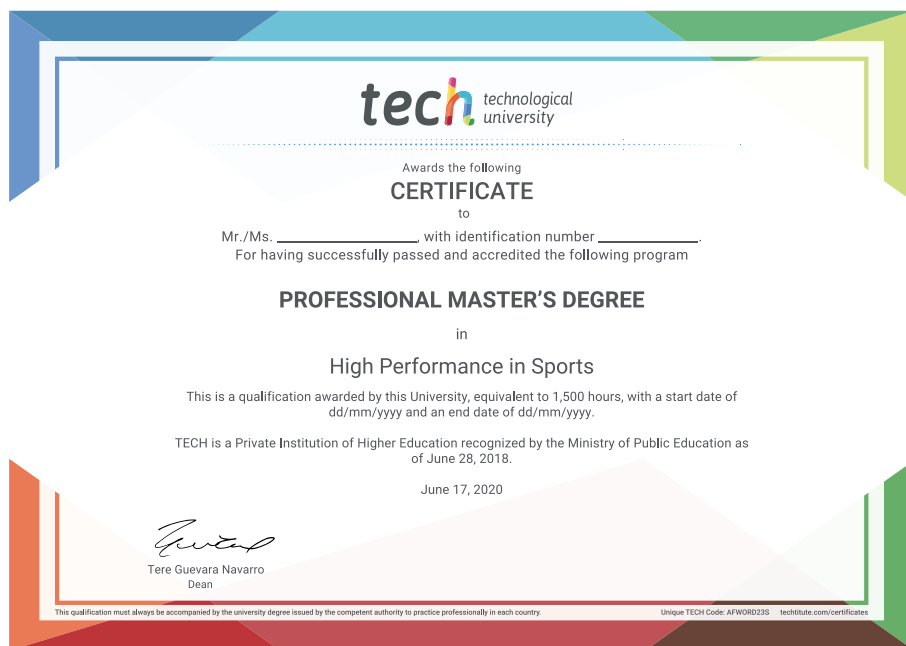 tech technological
university
Awards the following
CERTIFICATE
to
Mr./Ms. ____________________, with identification number ______________.
For having successfully passed and accredited the following program
PROFESSIONAL MASTER'S DEGREE
in
High Performance in Sports
This is a qualification awarded by this University, equivalent to 1,500 hours, with a start date of
dd/mm/yyyy and an end date of dd/mm/yyyy.
TECH is a Private Institution of Higher Education recognized by the Ministry of Public Education as
of June 28, 2018.
June 17, 2020
Tere Guevara Navarro
Dean
This qualification must always be accompanied by the university degree issued by the competent authority to practice professionally in each country. Unique TECH Code: AFWORD23S techtitute.com/certificates